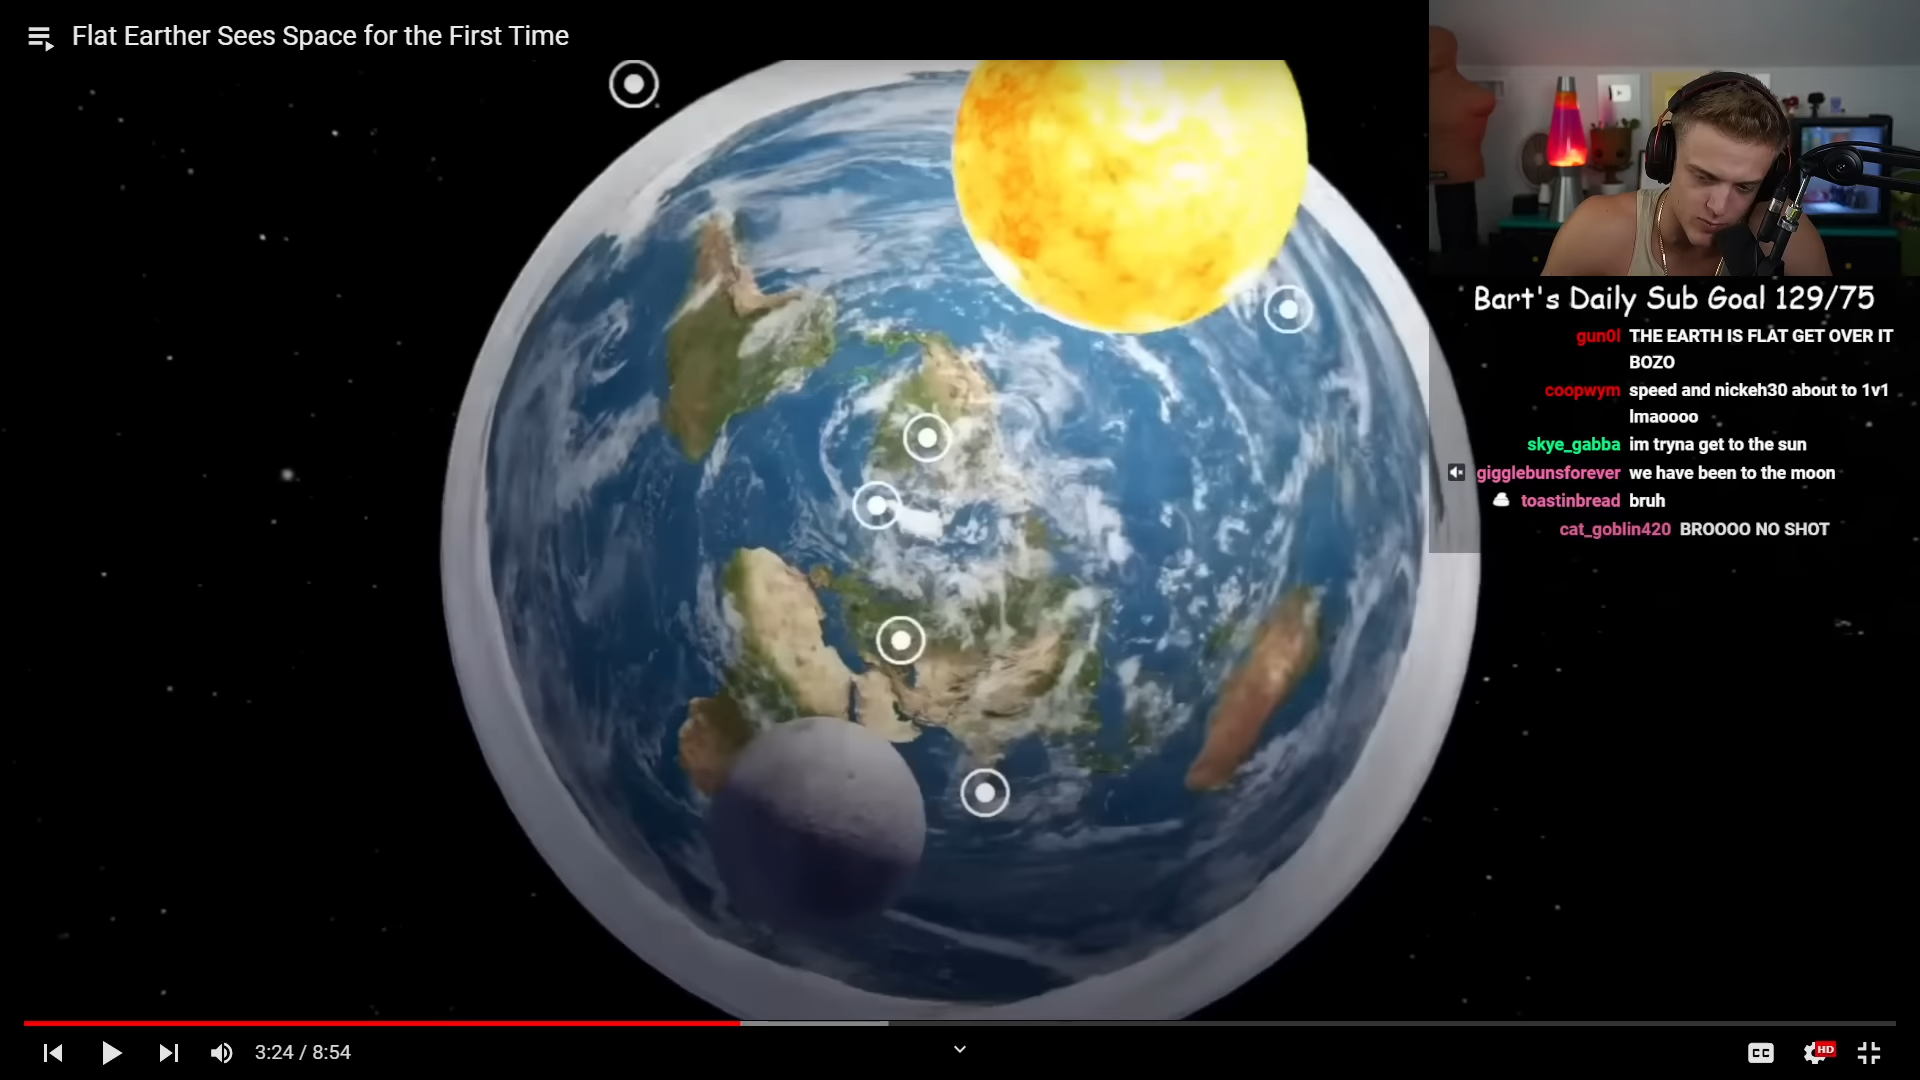 Flat Earther Sees Space for the First Time
Bart's Daily Sub Goal 129/75
gun0l THE EARTH IS FLAT GET OVER IT
BOZO
coopwym speed and nickeh30 about to 1v1
lmaoooo
skye_gabba im tryna get to the sun
gigglebunsforever we have been to the moon
toastinbread bruh
cat_goblin420 BROOOO NO SHOT
3:24 / 8:54
CC
HD